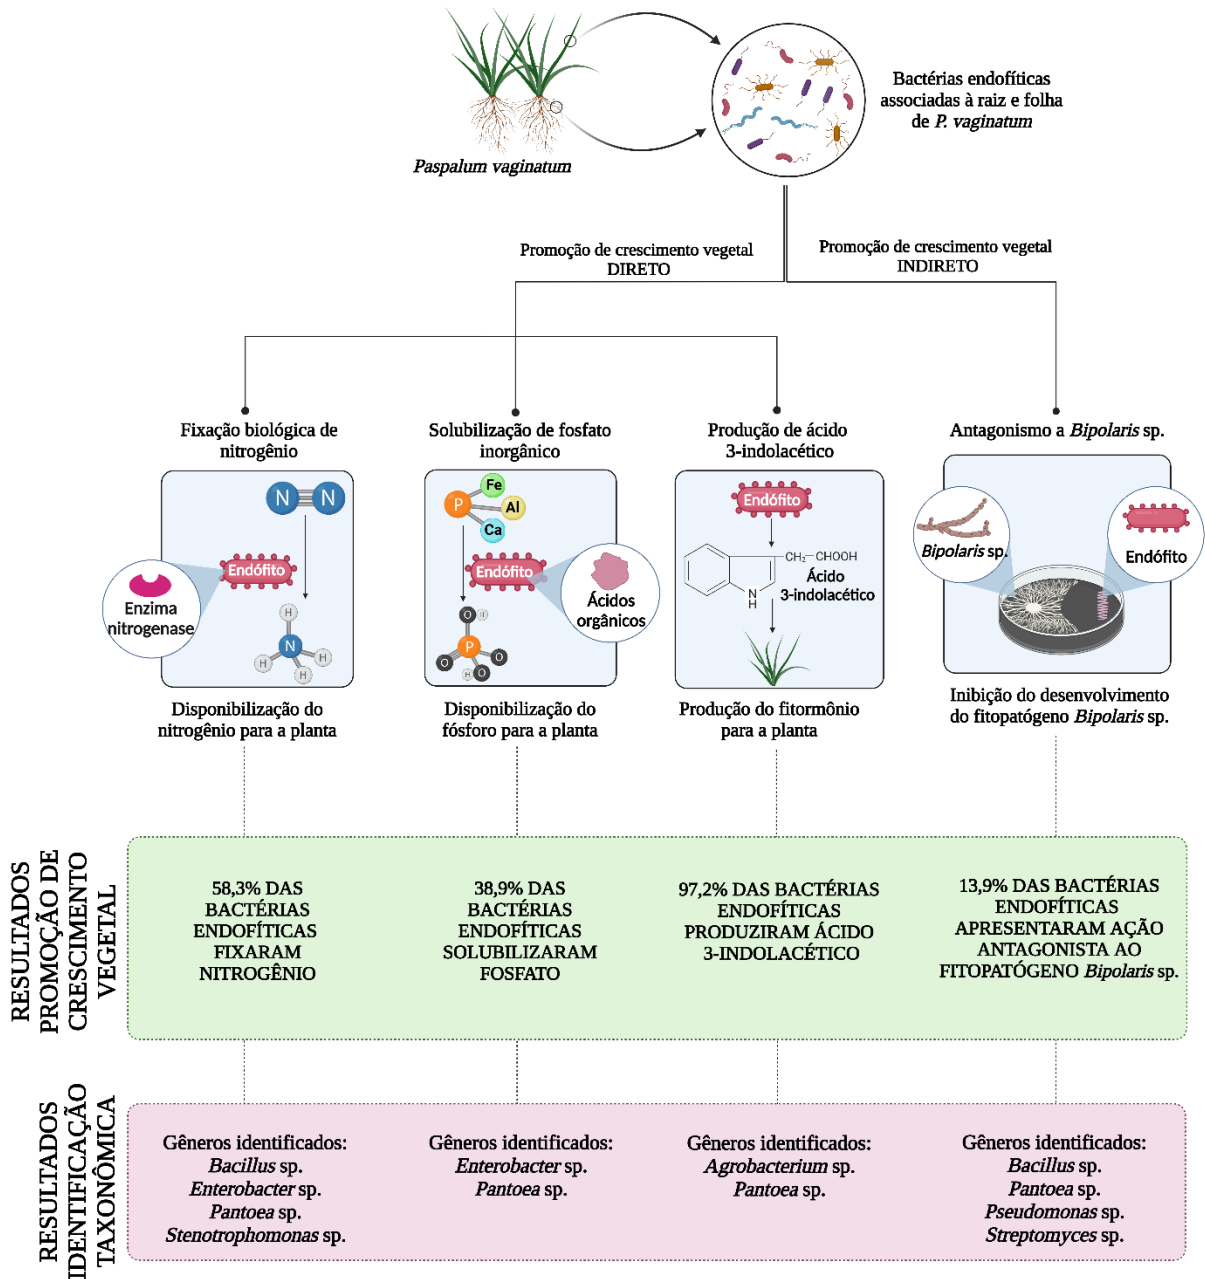 Bactérias endofíticas
associadas à raiz e folha
de P. vaginatum
Paspalum vaginatum
Promoção de crescimento vegetal
DIRETO
Promoção de crescimento vegetal
INDIRETO
Fixação biológica de
nitrogênio
N N
Endófito
Enzima
nitrogenase
H
N
H
H
H
Disponibilização do
nitrogênio para a planta
Solubilização de fosfato
inorgânico
Fe
P
Al
Ca
Endófito
Ácidos
orgânicos
O H
P
O O
H O
Disponibilização do
fósforo para a planta
Produção de ácido
3-indolacético
Endófito
CH2-CHOOH
N
H
Ácido
3-indolacético
Produção do fitormônio
para a planta
Antagonismo a Bipolaris sp.
Bipolaris sp.
Endófito
Inibição do desenvolvimento
do fitopatógeno Bipolaris sp.
RESULTADOS
PROMOÇÃO DE
CRESCIMENTO
VEGETAL
58,3% DAS
BACTÉRIAS
ENDOFÍTICAS
FIXARAM
NITROGÊNIO
38,9% DAS
BACTÉRIAS
ENDOFÍTICAS
SOLUBILIZARAM
FOSFATO
97,2% DAS BACTÉRIAS
ENDOFÍTICAS
PRODUZIRAM ÁCIDO
3-INDOLACÉTICO
13,9% DAS BACTÉRIAS
ENDOFÍTICAS
APRESENTARAM AÇÃO
ANTAGONISTA AO
FITOPATÓGENO Bipolaris sp.
RESULTADOS
IDENTIFICAÇÃO
TAXONÔMICA
Gêneros identificados:
Bacillus sp.
Enterobacter sp.
Pantoea sp.
Stenotrophomonas sp.
Gêneros identificados:
Enterobacter sp.
Pantoea sp.
Gêneros identificados:
Agrobacterium sp.
Pantoea sp.
Gêneros identificados:
Bacillus sp.
Pantoea sp.
Pseudomonas sp.
Streptomyces sp.